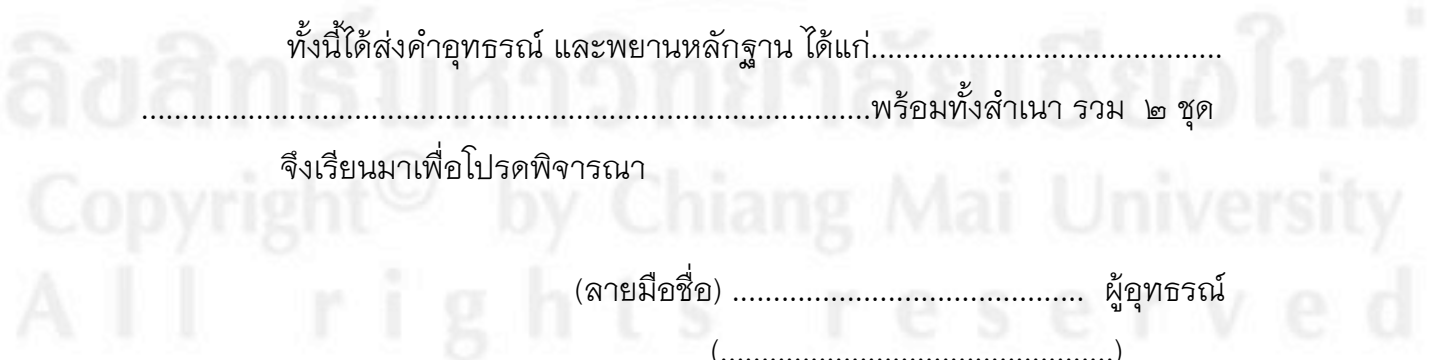 ทั้งนี้ได้ส่งคำอุทธรณ์ และพยานหลักฐาน ได้แก่...........................................
.........................................................................................พร้อมทั้งสำเนา รวม ๒ ชุด
จึงเรียนมาเพื่อโปรดพิจารณา
(ลายมือชื่อ) ........................................... ผู้อุทธรณ์
(................................................)
ลิขสิทธิ์มหาวิทยาลัยเชียงใหม่
Copyright© by Chiang Mai University
All rights reserved